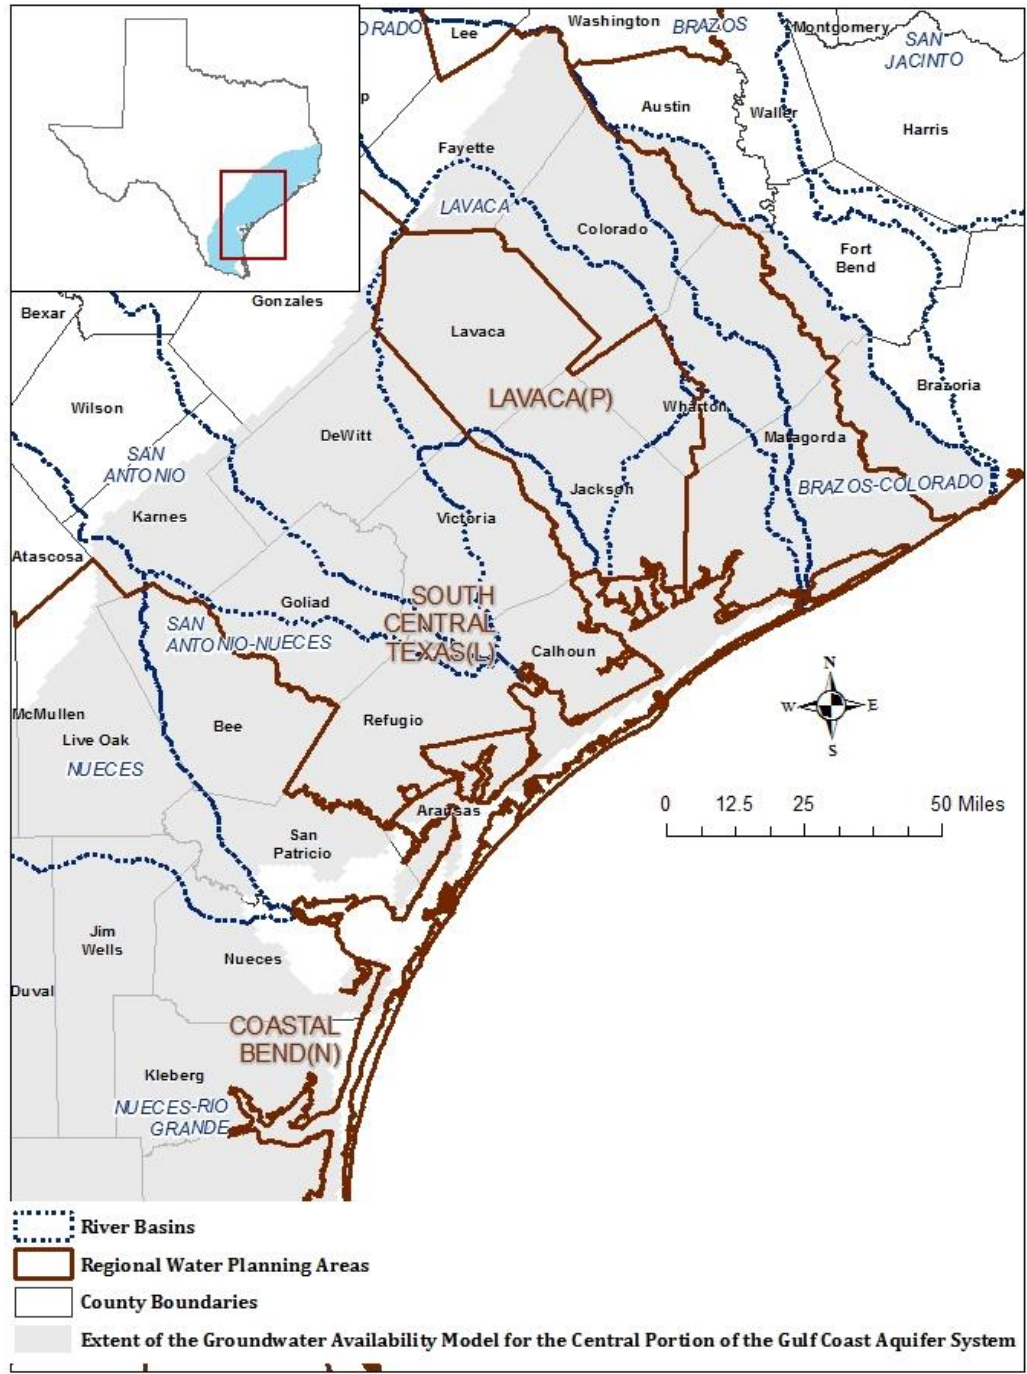 ORADO
Lee
Washington
BRAZOS
Montgomery
SAN
JACINTO
p
Austin
Waller
Harris
Fayette
LAVACA
Colorado
Fort
Bend
Bexar
Gonzales
Lavaca
Wilson
LAVACA(P)
Wharton
Brazoria
DeWitt
Matagorda
SAN
ANTONIO
Jackson
BRAZOS-COLORADO
Karnes
Victoria
Atascosa
Goliad
SOUTH
CENTRAL
TEXAS(L)
SAN
ANTONIO-NUECES
Calhoun
N
W
E
S
McMullen
Bee
Refugio
Live Oak
NUECES
0 12.5 25 50 Miles
Aransas
San
Patricio
Jim
Wells
Nueces
Duval
COASTAL
BEND(N)
Kleberg
NUECES-RIO
GRANDE
River Basins
Regional Water Planning Areas
County Boundaries
Extent of the Groundwater Availability Model for the Central Portion of the Gulf Coast Aquifer System